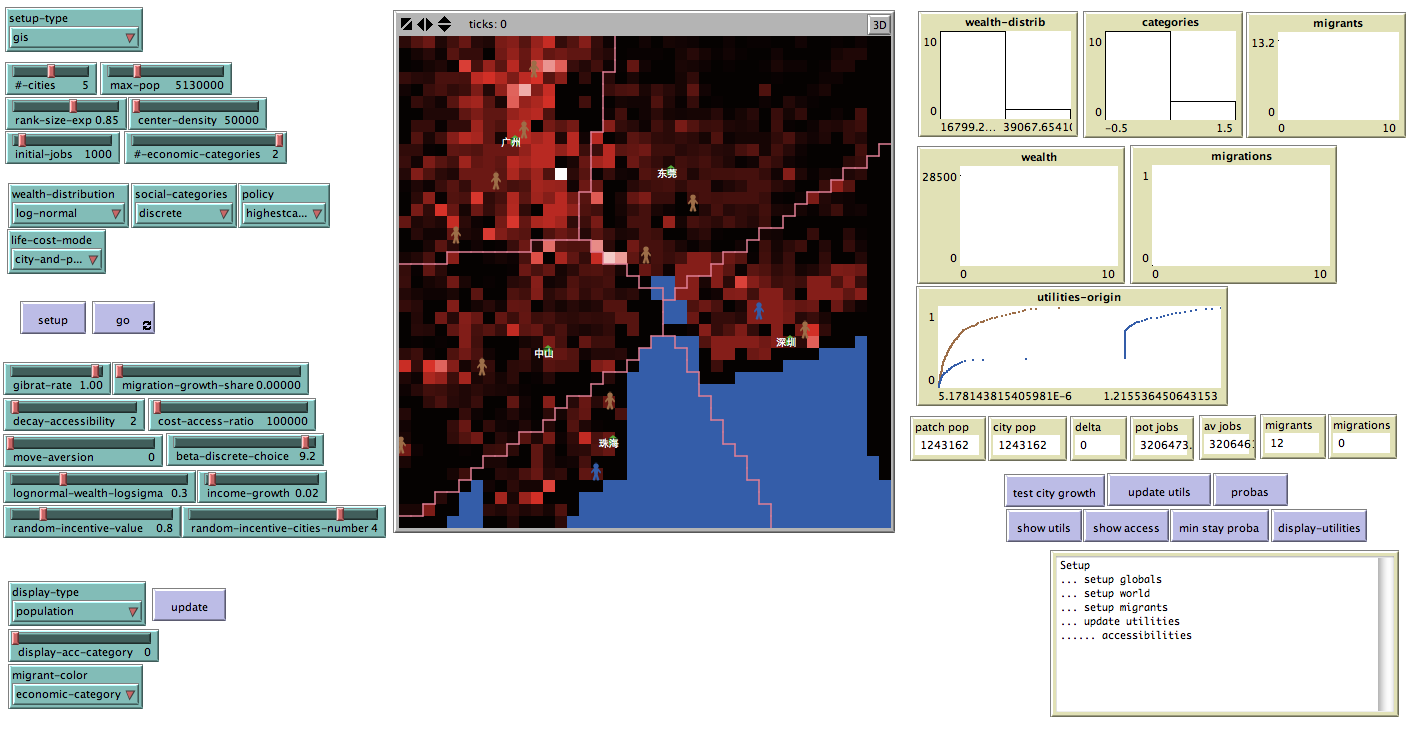 setup-type
gis
#-cities 5
max-pop 5130000
rank-size-exp 0.85
center-density 50000
initial-jobs 1000
#-economic-categories 2
wealth-distribution
log-normal
social-categories
discrete
policy
highestca...
life-cost-mode
city-and-p...
setup
go
gibrat-rate 1.00
migration-growth-share 0.00000
decay-accessibility 2
cost-access-ratio 100000
move-aversion 0
beta-discrete-choice 9.2
lognormal-wealth-logsigma 0.3
income-growth 0.02
random-incentive-value 0.8
random-incentive-cities-number 4
display-type
population
update
display-acc-category 0
migrant-color
economic-category
ticks: 0
3D
广州
东莞
深圳
中山
珠海
wealth-distrib
10
0
16799.2... 39067.6541
categories
10
0
-0.5 1.5
migrants
13.2
0
0 10
wealth
28500
0
0 10
migrations
1
0
0 10
utilities-origin
1
0
5.178143815405981E-6 1.215536450643153
patch pop
1243162
city pop
1243162
delta
0
pot jobs
3206473.
av jobs
320646
migrants
12
migrations
0
test city growth
update utils
probas
show utils
show access
min stay proba
display-utilities
Setup
... setup globals
... setup world
... setup migrants
... update utilities
...... accessibilities